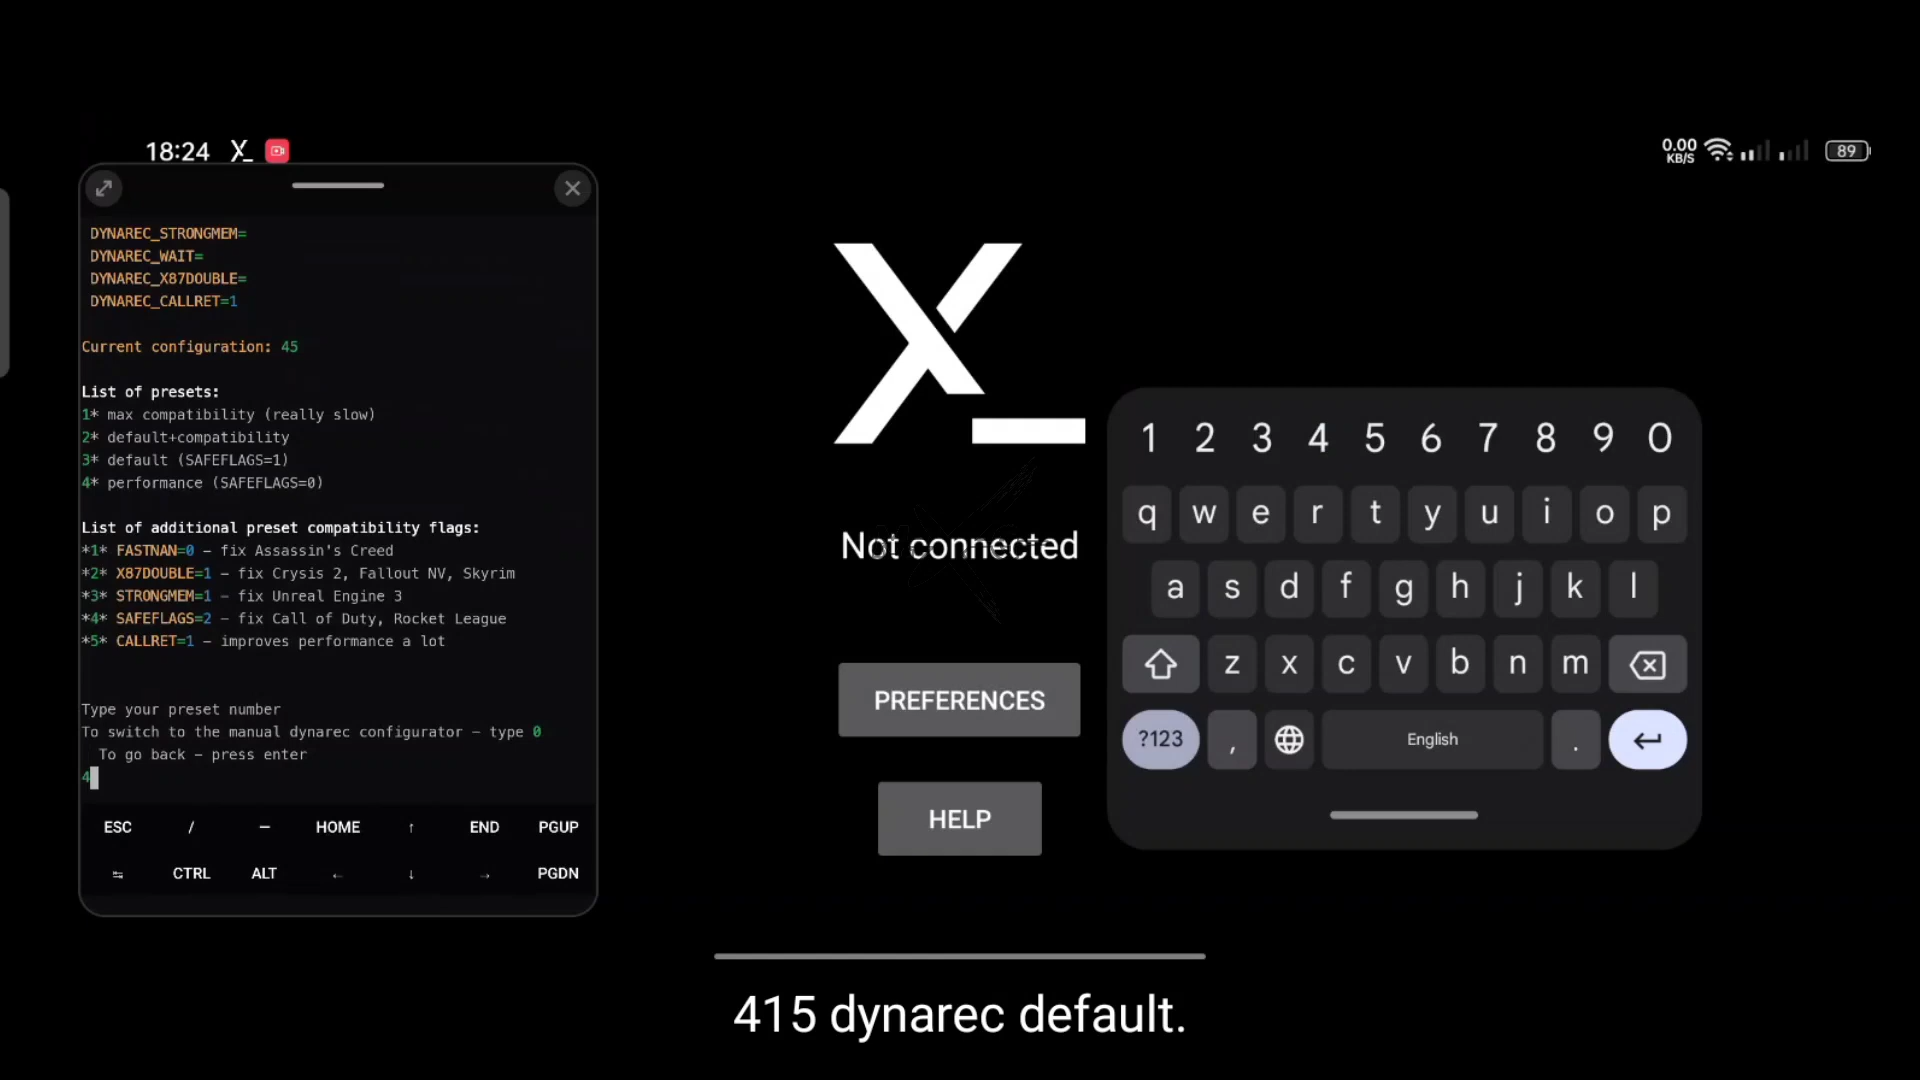 18:24
0.00
KB/S
89
DYNAREC_STRONGMEM=
DYNAREC_WAIT=
DYNAREC_X87DOUBLE=
DYNAREC_CALLRET=1
Current configuration: 45
List of presets:
1* max compatibility (really slow)
2* default+compatibility
3* default (SAFEFLAGS=1)
4* performance (SAFEFLAGS=0)
List of additional preset compatibility flags:
*1* FASTNAN=0 – fix Assassin's Creed
*2* X87DOUBLE=1 – fix Crysis 2, Fallout NV, Skyrim
*3* STRONGMEM=1 – fix Unreal Engine 3
*4* SAFEFLAGS=2 – fix Call of Duty, Rocket League
*5* CALLRET=1 – improves performance a lot
Type your preset number
To switch to the manual dynarec configurator – type 0
To go back – press enter
4
ESC / — HOME ↑ END PGUP
⇆ CTRL ALT ← ↓ → PGDN
X_
Not connected
PREFERENCES
HELP
1 2 3 4 5 6 7 8 9 0
q w e r t y u i o p
a s d f g h j k l
z x c v b n m
?123 , English .
415 dynarec default.